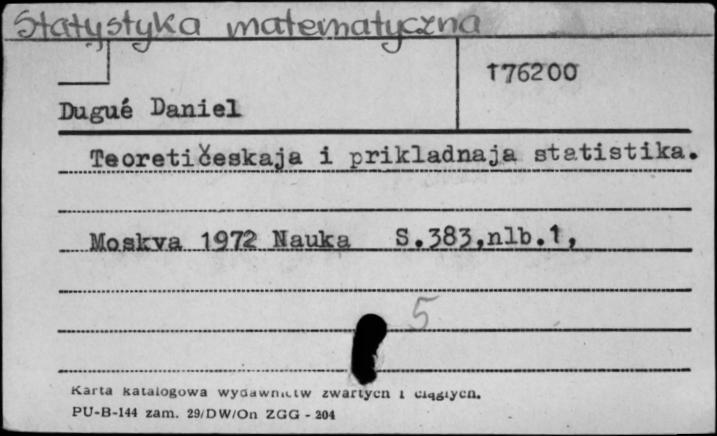 Statystyka matematyczna
176200
Dugué Daniel
Teoretičeskaja i prikladnaja statistika.
Moskva 1972 Nauka S.383,nlb.1,
5
Karta katalogowa wydawnictw zwartych i ciągłych.
PU-B-144 zam. 29/DW/On ZGG - 204